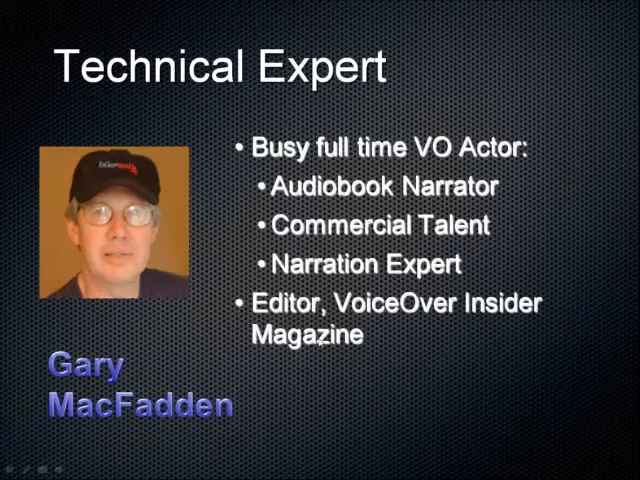 Technical Expert
• Busy full time VO Actor:
• Audiobook Narrator
• Commercial Talent
• Narration Expert
• Editor, VoiceOver Insider
Magazine
Gary
MacFadden